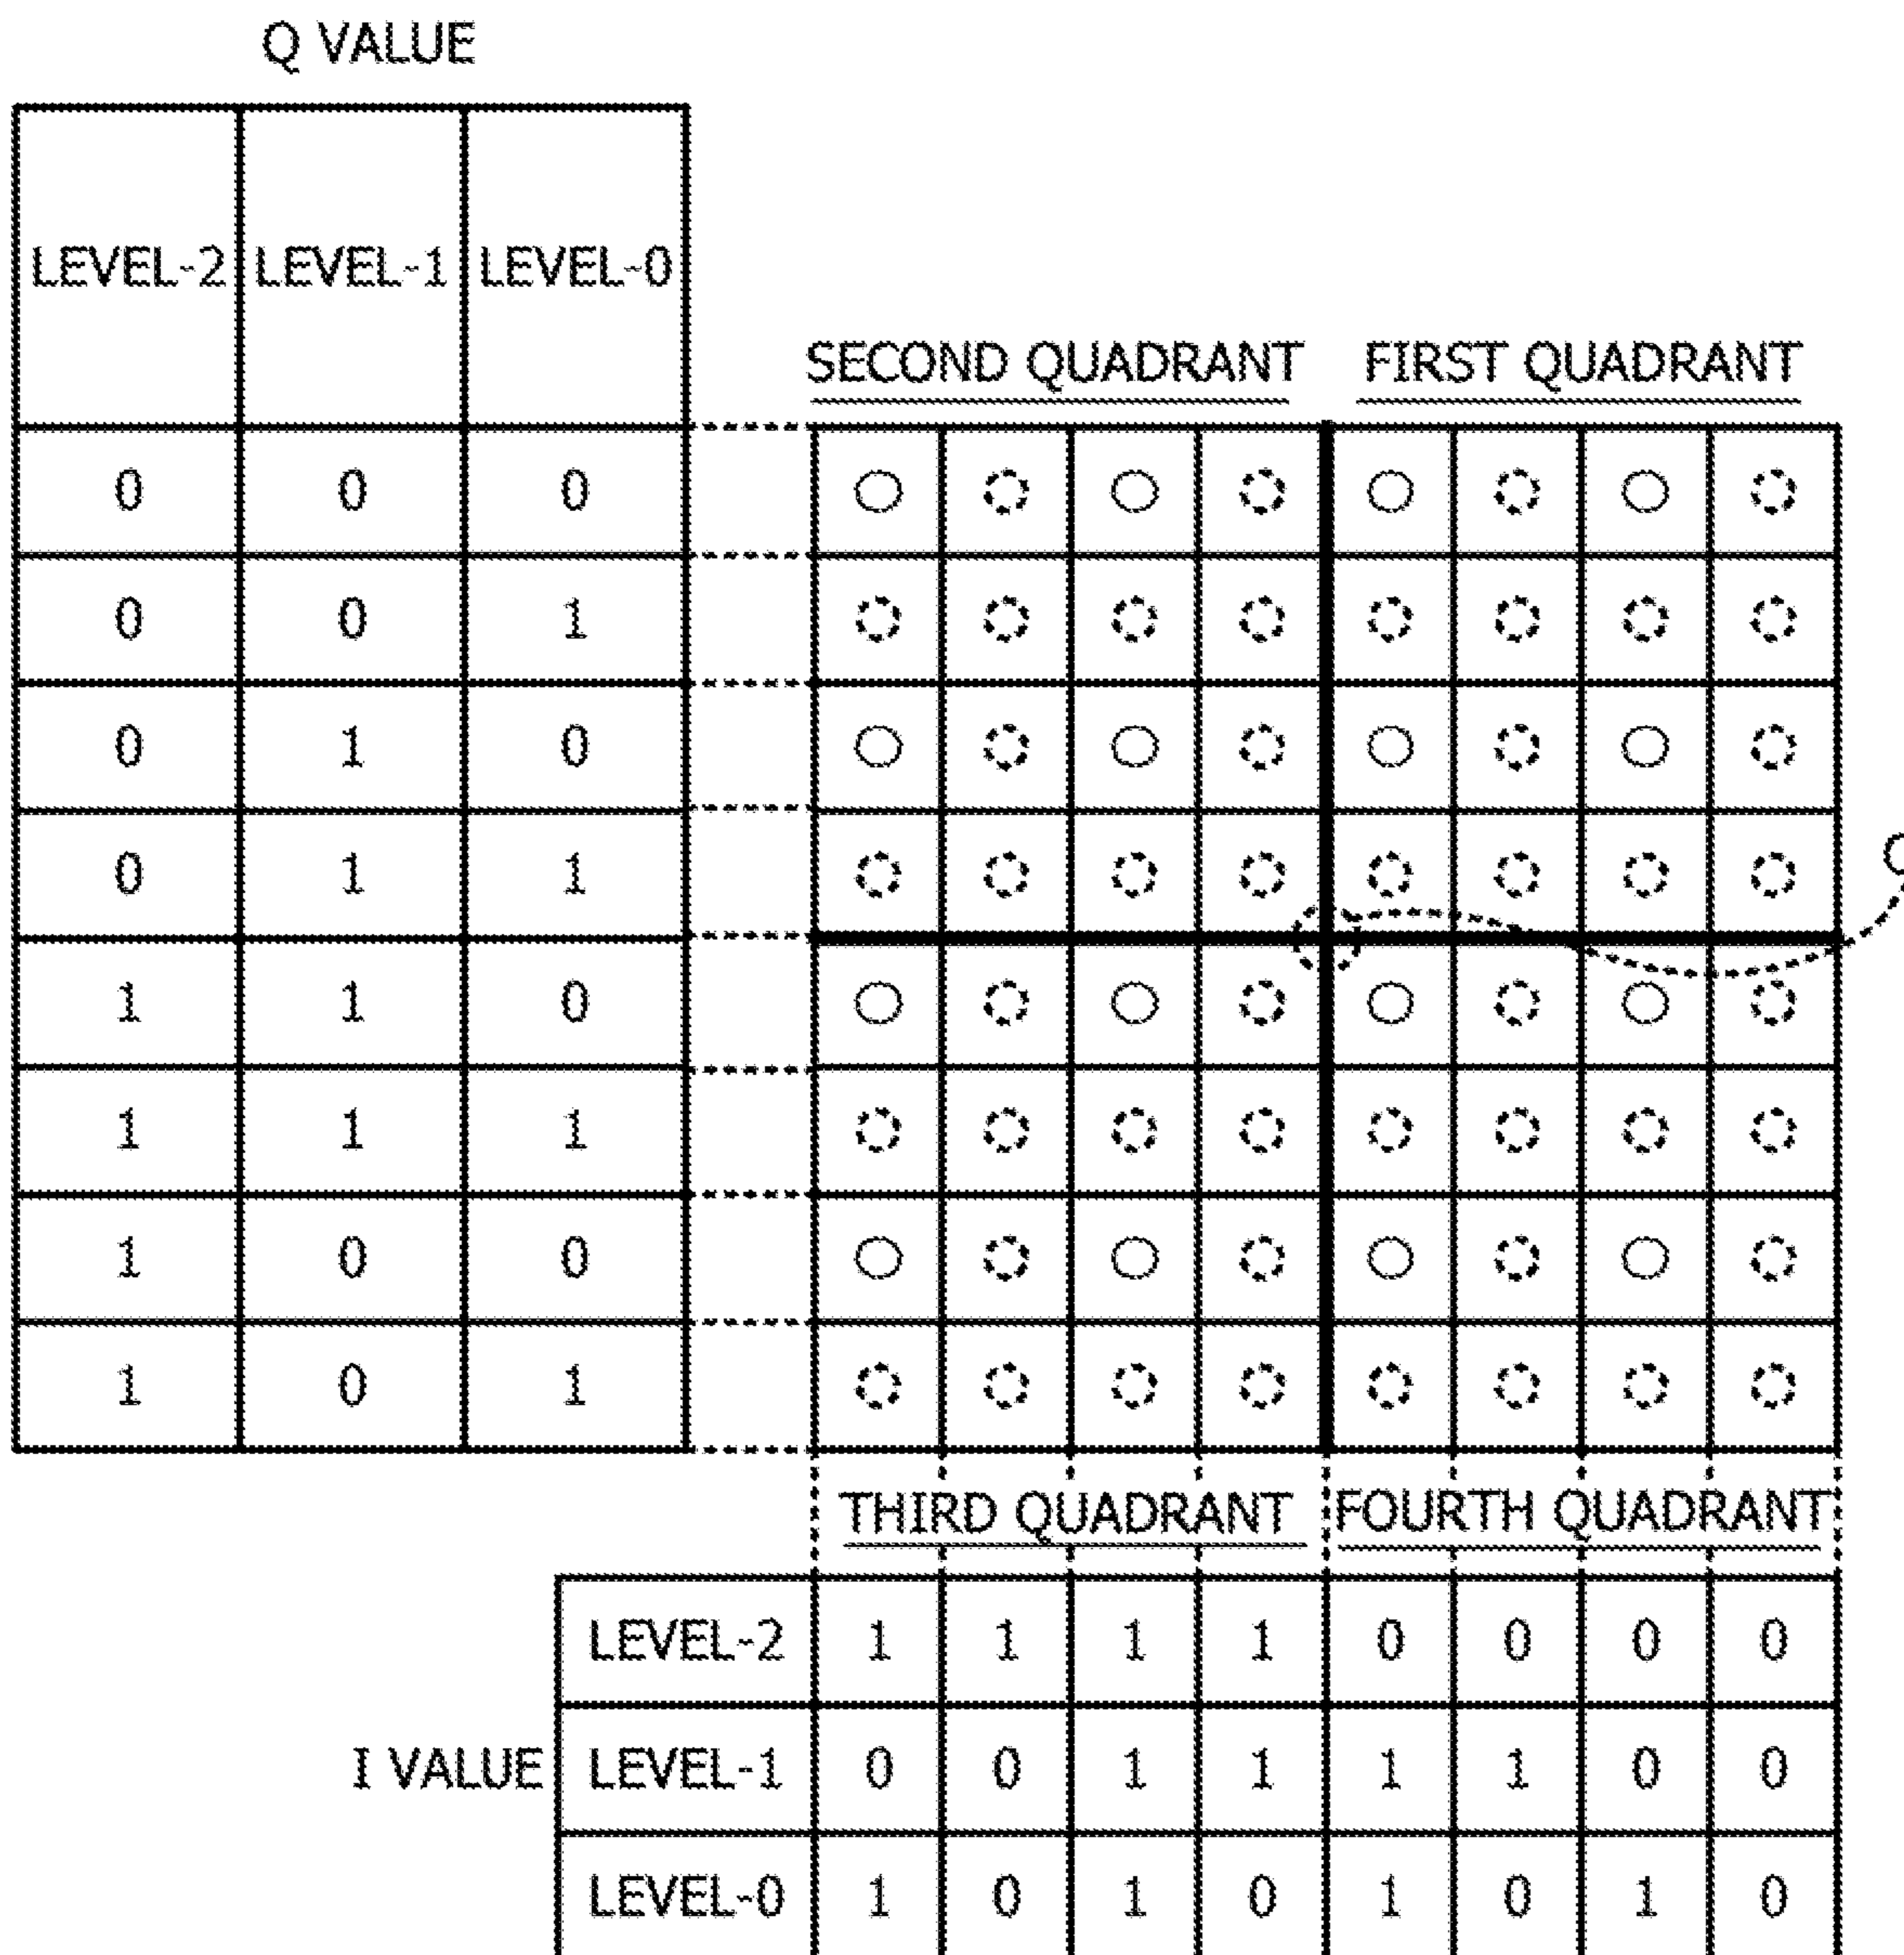 Q VALUE
LEVEL-2 LEVEL-1 LEVEL-0
SECOND QUADRANT FIRST QUADRANT
0 0 0
0 0 1
0 1 0
0 1 1
1 1 0
1 1 1
1 0 0
1 0 1
THIRD QUADRANT FOURTH QUADRANT
LEVEL-2 1 1 1 1 0 0 0 0
I VALUE LEVEL-1 0 0 1 1 1 1 0 0
LEVEL-0 1 0 1 0 1 0 1 0